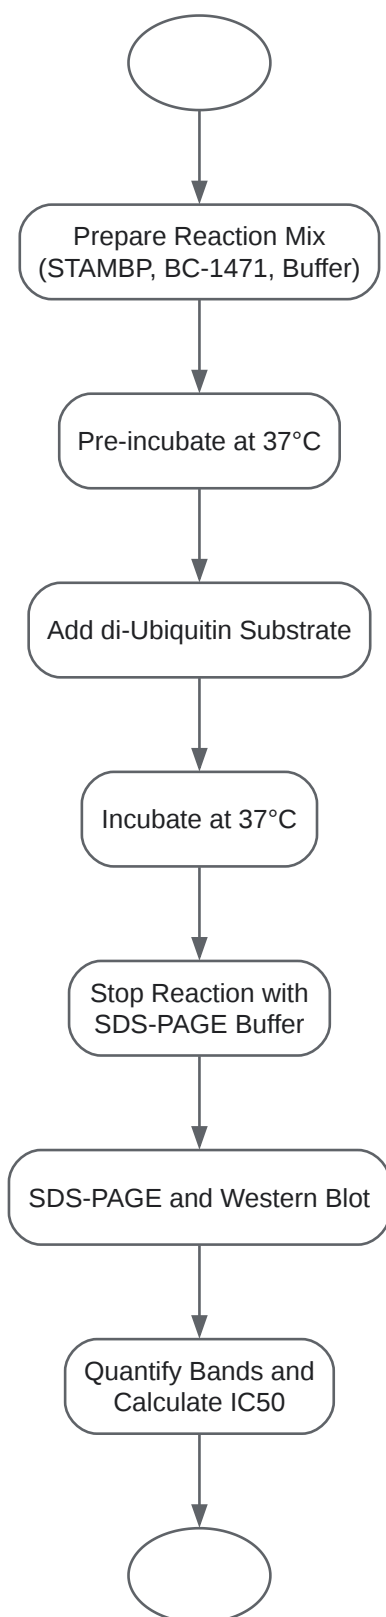 Prepare Reaction Mix
(STAMBP, BC-1471, Buffer)
Pre-incubate at 37°C
Add di-Ubiquitin Substrate
Incubate at 37°C
Stop Reaction with
SDS-PAGE Buffer
SDS-PAGE and Western Blot
Quantify Bands and
Calculate IC50